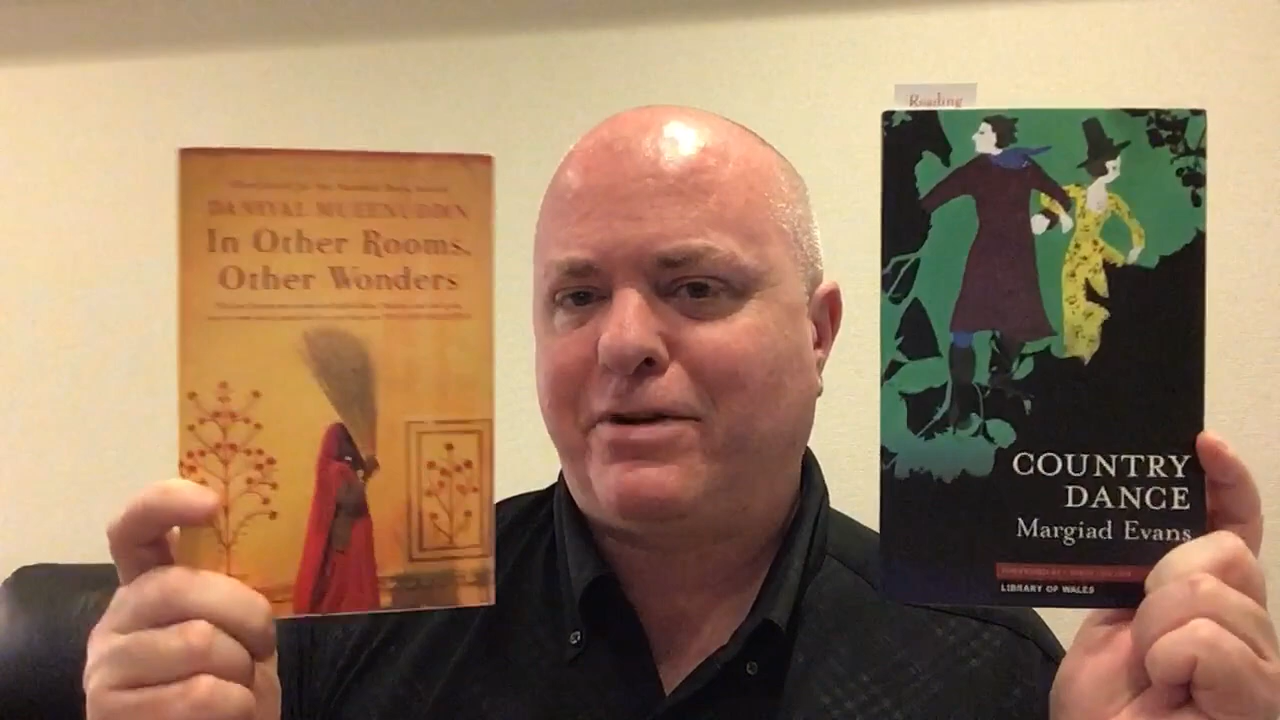 DANIYAL MUEENUDDIN
In Other Rooms,
Other Wonders
Reading
COUNTRY
DANCE
Margiad Evans
LIBRARY OF WALES